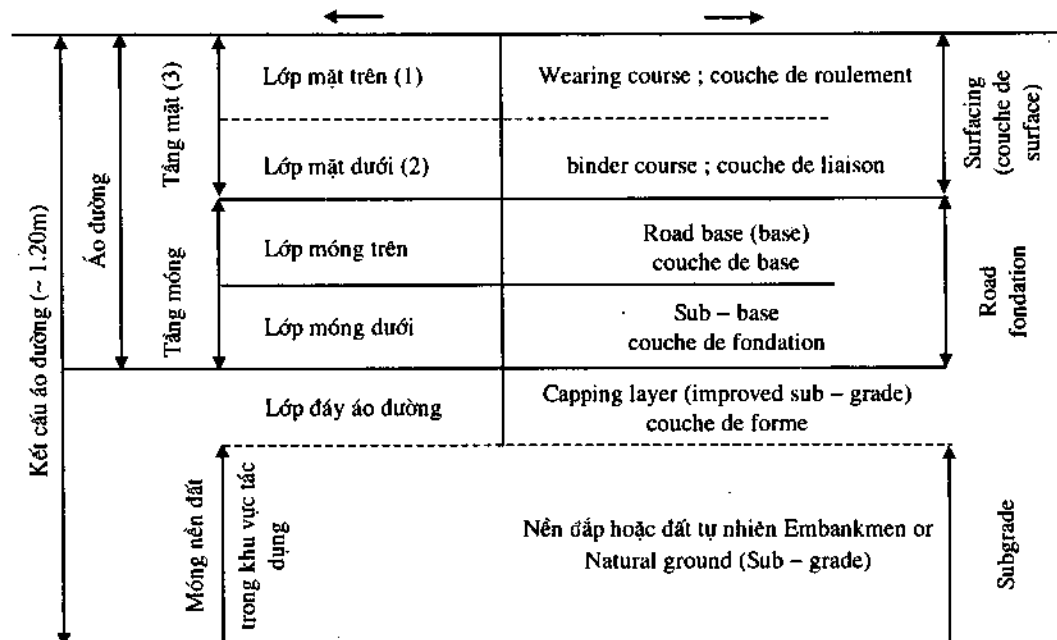 Kết cấu áo đường (~ 1.20m)
Áo đường
Tầng mặt (3)
Lớp mặt trên (1)
Wearing course ; couche de roulement
Lớp mặt dưới (2)
binder course ; couche de liaison
Surfacing
(couche de
surface)
Tầng móng
Lớp móng trên
Road base (base)
couche de base
Lớp móng dưới
Sub – base
couche de fondation
Road
fondation
Lớp đáy áo đường
Capping layer (improved sub – grade)
couche de forme
Móng nền đất
trong khu vực tác
dụng
Nền đắp hoặc đất tự nhiên Embankmen or
Natural ground (Sub – grade)
Subgrade